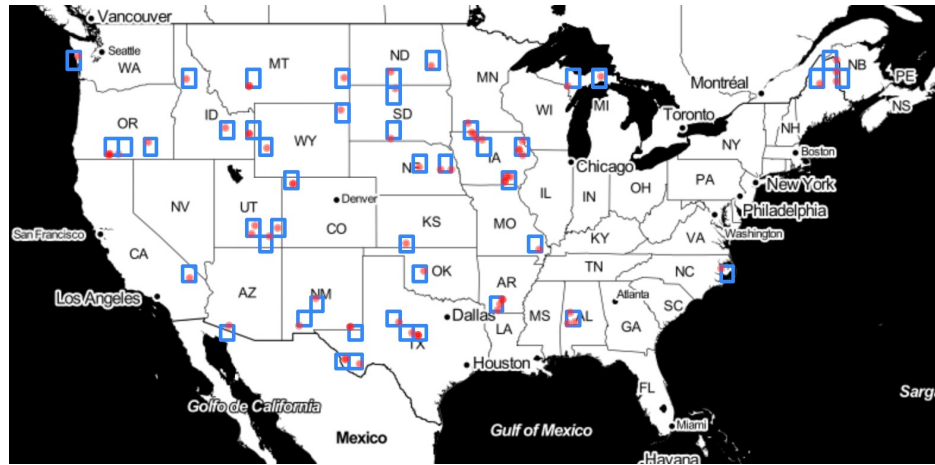 Vancouver
Seattle
WA
MT
ND
MN
Montréal
NB
PE
NS
OR
ID
WY
SD
WI
MI
Toronto
NH
Boston
NY
IA
Chicago
New York
PA
Philadelphia
NV
UT
Denver
CO
KS
MO
IL
IN
OH
KY
VA
Washington
San Francisco
CA
AZ
NM
OK
AR
TN
NC
SC
Los Angeles
Dallas
TX
LA
MS
AL
Atlanta
GA
Houston
FL
Miami
Golfo de California
Mexico
Gulf of Mexico
Havana